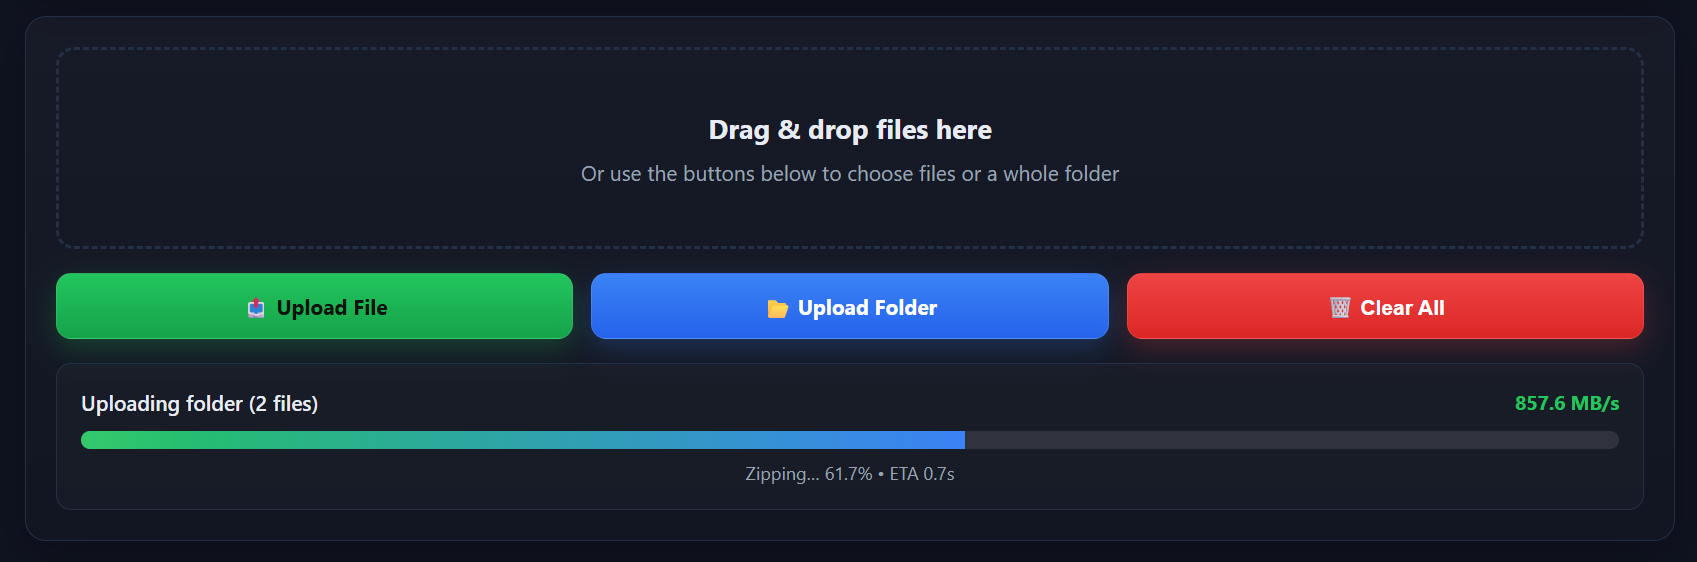 Drag & drop files here
Or use the buttons below to choose files or a whole folder
Upload File
Upload Folder
Clear All
Uploading folder (2 files)
857.6 MB/s
Zipping... 61.7% • ETA 0.7s